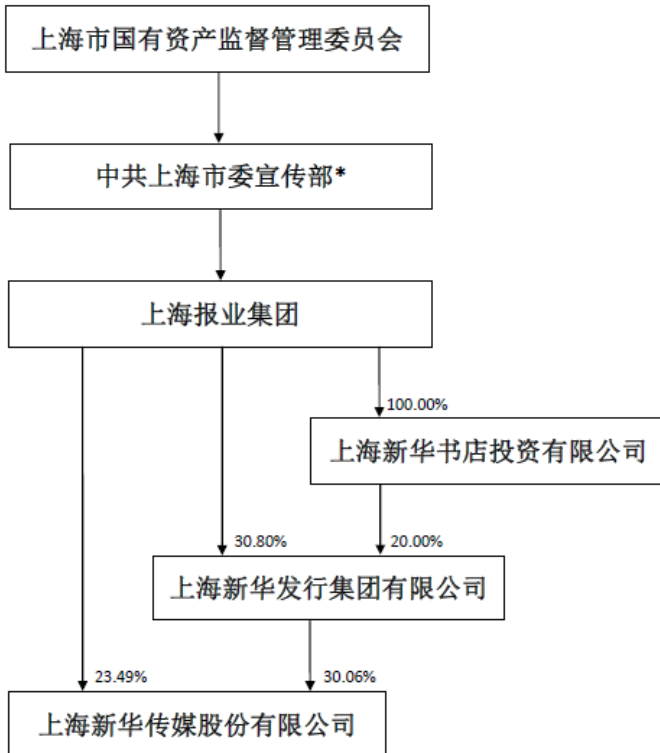 上海市国有资产监督管理委员会
中共上海市委宣传部*
上海报业集团
100.00%
上海新华书店投资有限公司
30.80%
20.00%
上海新华发行集团有限公司
23.49%
30.06%
上海新华传媒股份有限公司